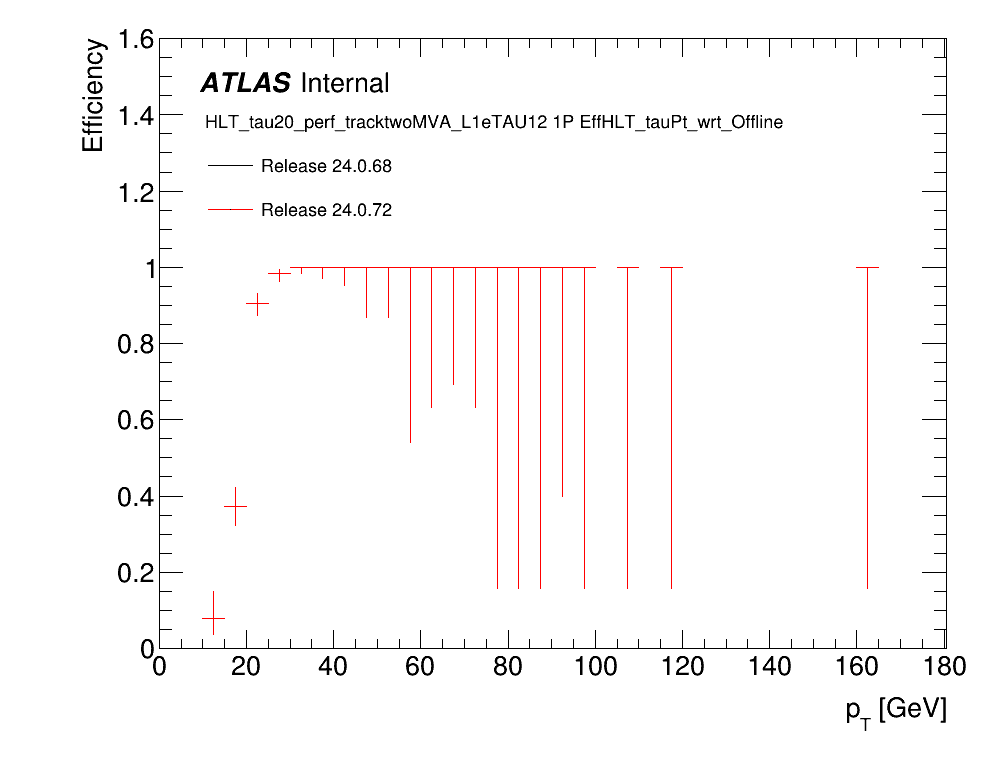 1.6
1.4
1.2
1
0.8
0.6
0.4
0.2
0
Efficiency
ATLAS Internal
HLT_tau20_perf_tracktwoMVA_L1eTAU12 1P EffHLT_tauPt_wrt_Offline
Release 24.0.68
Release 24.0.72
0 20 40 60 80 100 120 140 160 180
p_T [GeV]